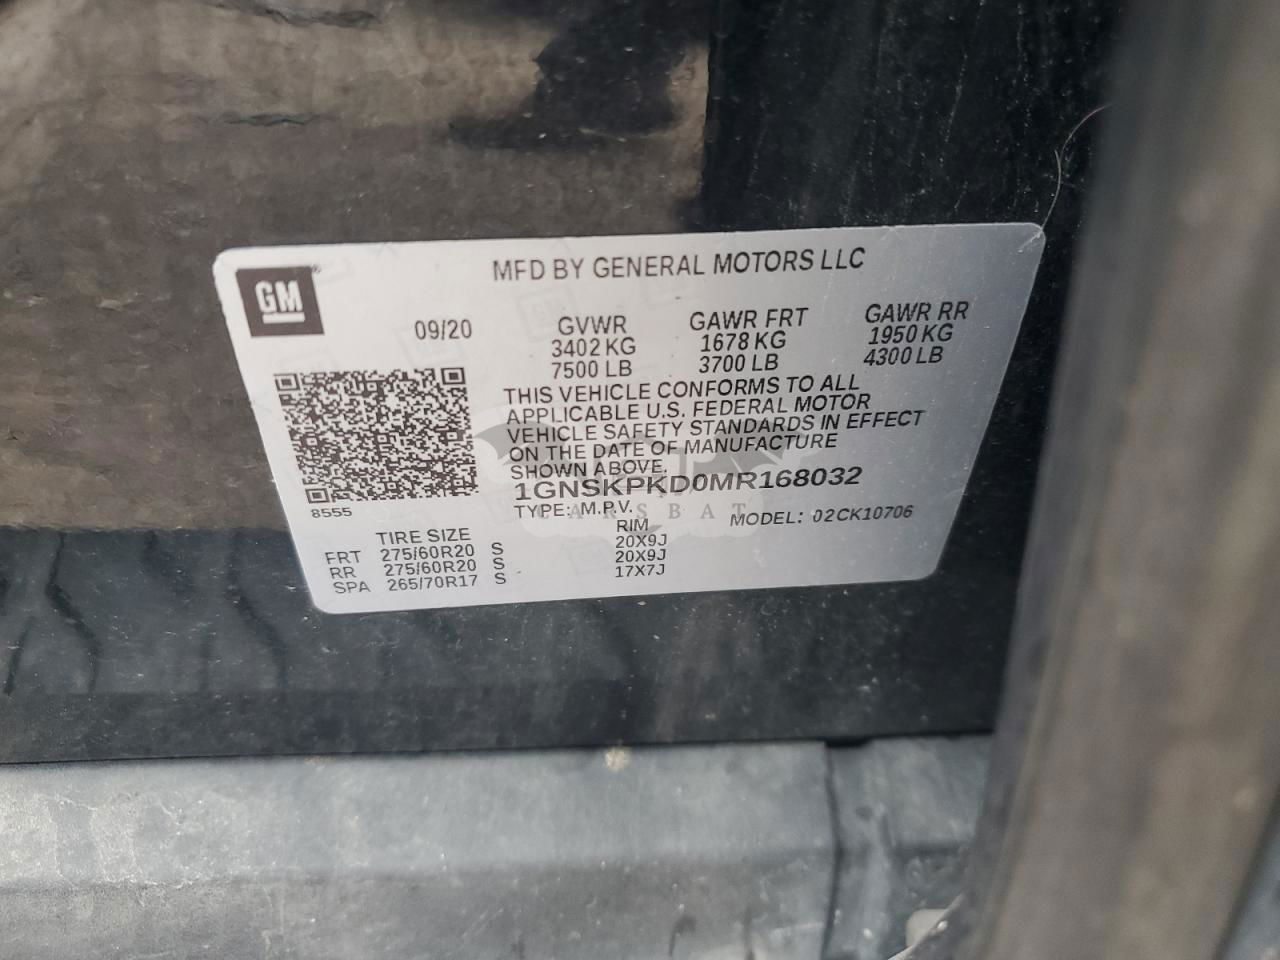 GM
MFD BY GENERAL MOTORS LLC
09/20
GVWR GAWR FRT GAWR RR
3402 KG 1678 KG 1950 KG
7500 LB 3700 LB 4300 LB
THIS VEHICLE CONFORMS TO ALL
APPLICABLE U.S. FEDERAL MOTOR
VEHICLE SAFETY STANDARDS IN EFFECT
ON THE DATE OF MANUFACTURE
SHOWN ABOVE.
1GNSKPKD0MR168032
8555
TYPE: M.P.V. MODEL: 02CK10706
CARSBAT
TIRE SIZE RIM
FRT 275/60R20 S 20X9J
RR 275/60R20 S 20X9J
SPA 265/70R17 S 17X7J